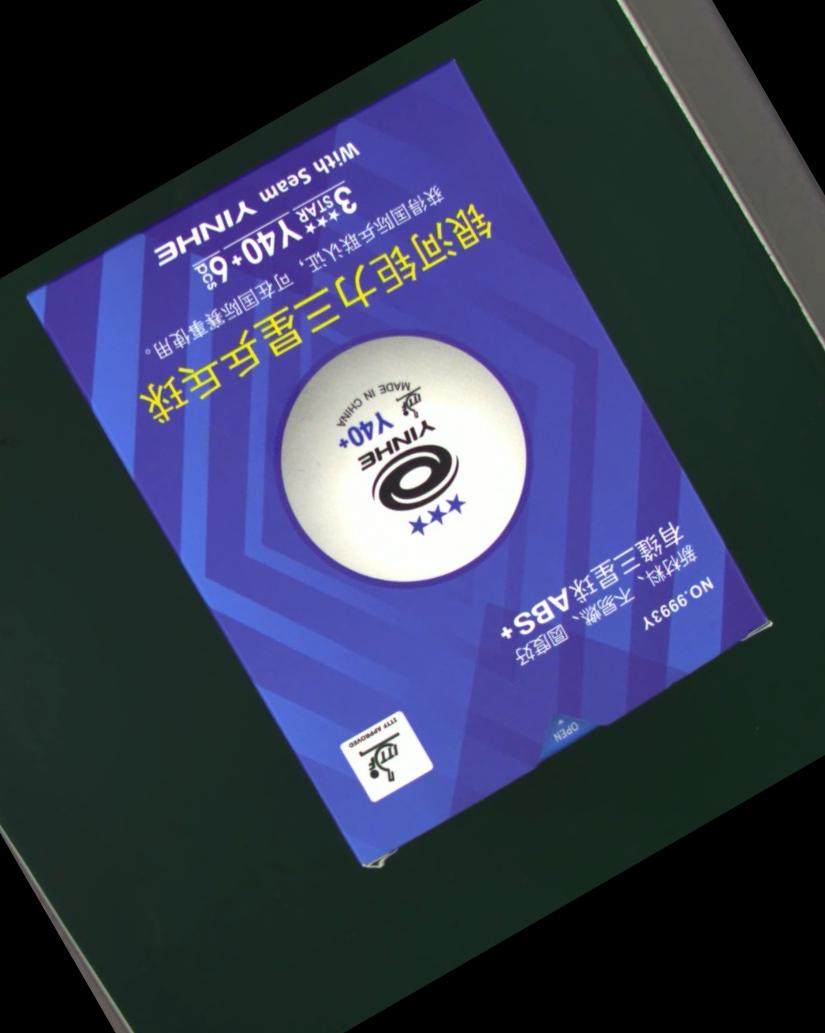 OPEN
NO.9993Y
新材料、不易燃、圆度好
有缝三星球ABS+
ITTF APPROVED
★★★
YINHE
Y40+
MADE IN CHINA
银河钜力三星乒乓球
获得国际乒联认证，可在国际赛事使用。
3 STAR ★★★ Y40+ 6
With Seam YINHE